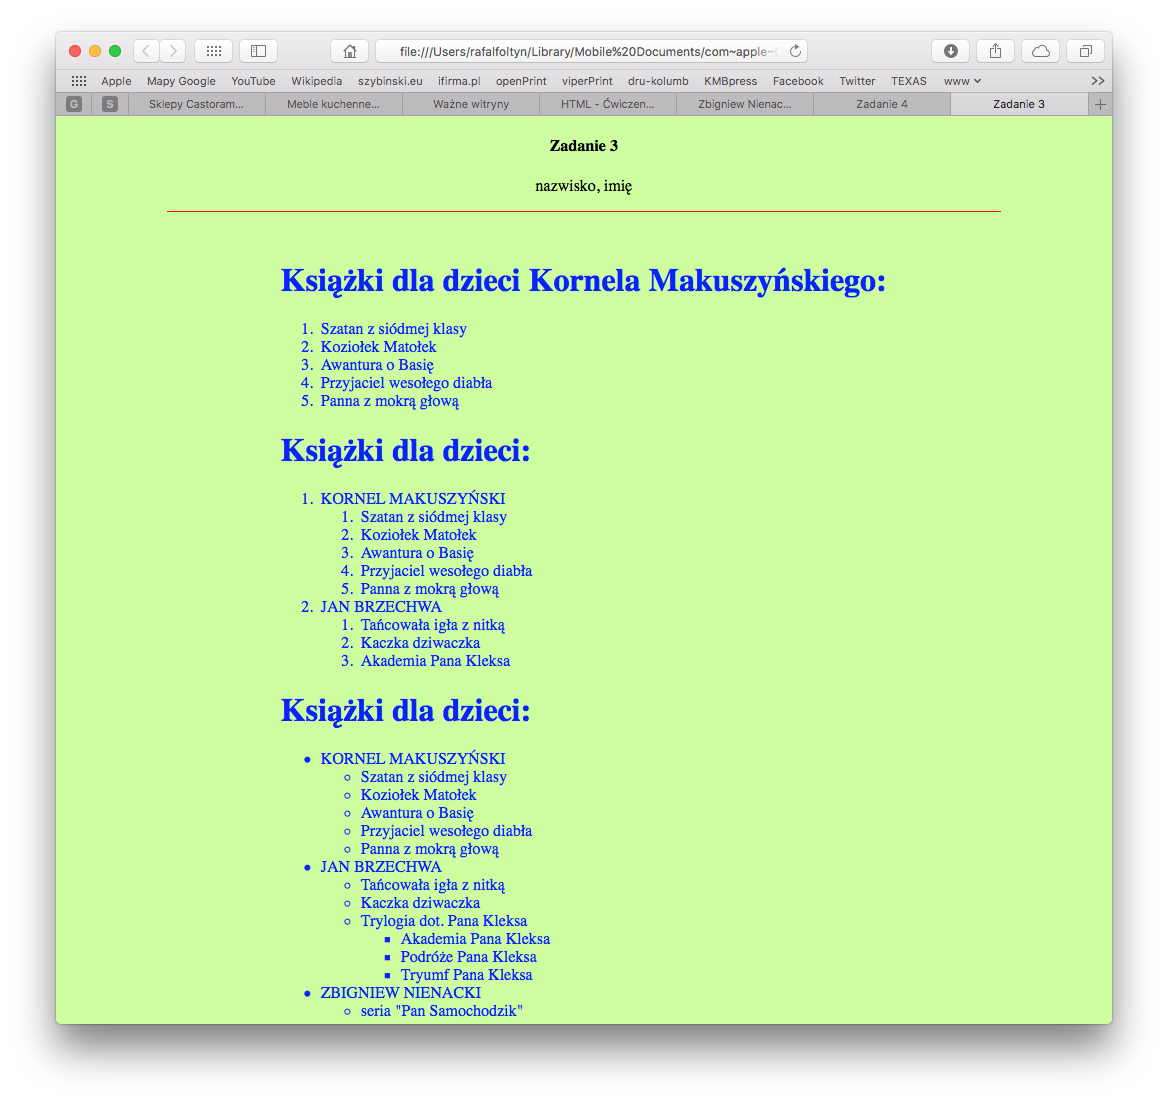 file:///Users/rafalfoltyn/Library/Mobile%20Documents/com~apple~
Apple Mapy Google YouTube Wikipedia szybinski.eu ifirma.pl openPrint viperPrint dru-kolumb KMBpress Facebook Twitter TEXAS www
G S Sklepy Castoram... Meble kuchenne... Ważne witryny HTML - Ćwiczen... Zbigniew Nienac... Zadanie 4 Zadanie 3
Zadanie 3
nazwisko, imię
Książki dla dzieci Kornela Makuszyńskiego:
1. Szatan z siódmej klasy
2. Koziołek Matołek
3. Awantura o Basię
4. Przyjaciel wesołego diabła
5. Panna z mokrą głową
Książki dla dzieci:
1. KORNEL MAKUSZYŃSKI
1. Szatan z siódmej klasy
2. Koziołek Matołek
3. Awantura o Basię
4. Przyjaciel wesołego diabła
5. Panna z mokrą głową
2. JAN BRZECHWA
1. Tańcowała igła z nitką
2. Kaczka dziwaczka
3. Akademia Pana Kleksa
Książki dla dzieci:
• KORNEL MAKUSZYŃSKI
◦ Szatan z siódmej klasy
◦ Koziołek Matołek
◦ Awantura o Basię
◦ Przyjaciel wesołego diabła
◦ Panna z mokrą głową
• JAN BRZECHWA
◦ Tańcowała igła z nitką
◦ Kaczka dziwaczka
◦ Trylogia dot. Pana Kleksa
▪ Akademia Pana Kleksa
▪ Podróże Pana Kleksa
▪ Tryumf Pana Kleksa
• ZBIGNIEW NIENACKI
◦ seria "Pan Samochodzik"